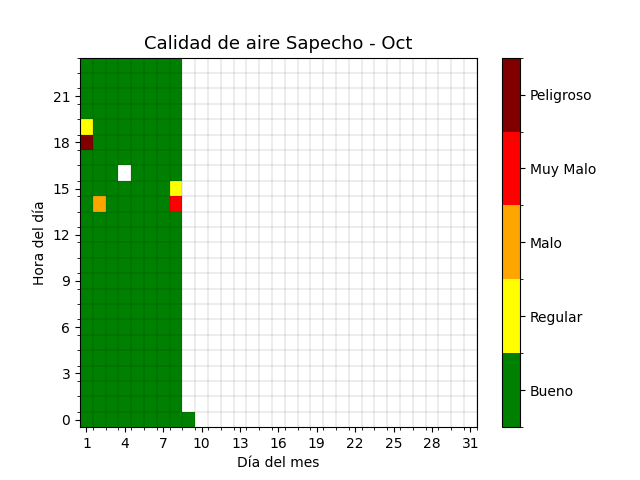 Calidad de aire Sapecho - Oct
Hora del día
21
18
15
12
9
6
3
0
1 4 7 10 13 16 19 22 25 28 31
Día del mes
Peligroso
Muy Malo
Malo
Regular
Bueno